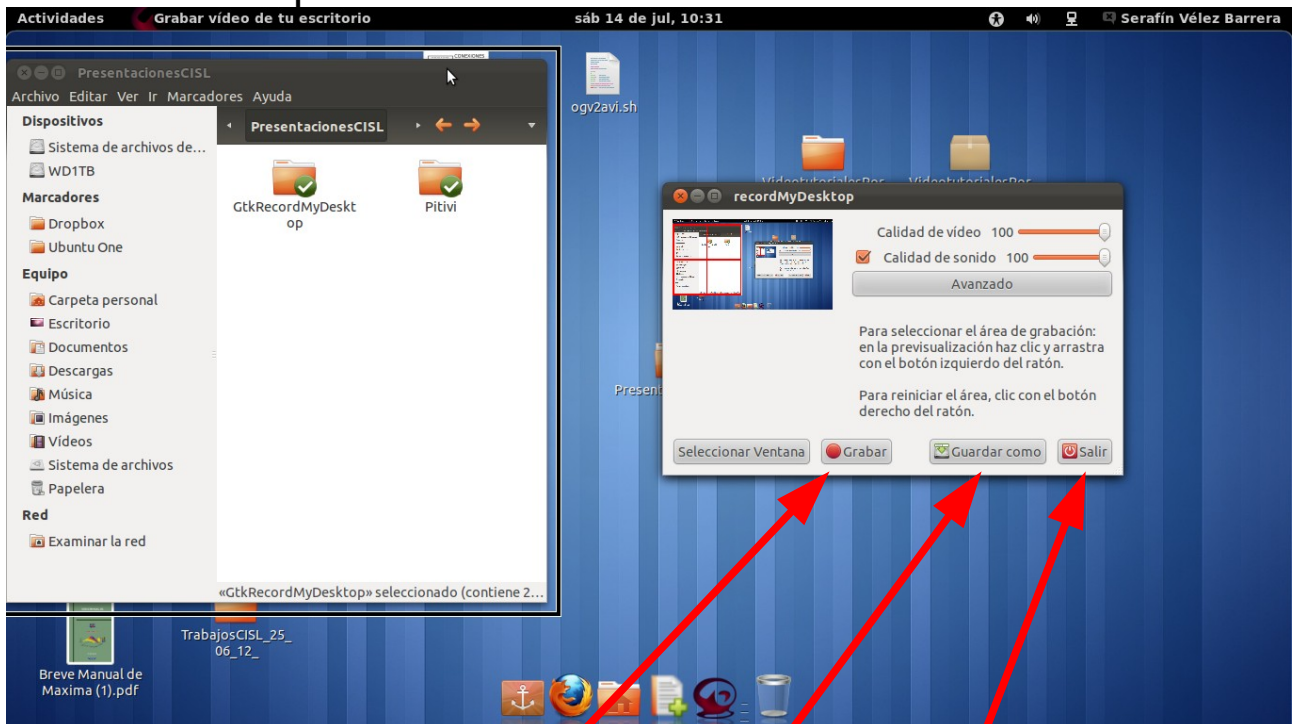 Actividades Grabar vídeo de tu escritorio sáb 14 de jul, 10:31 Serafín Vélez Barrera
PresentacionesCISL
Archivo Editar Ver Ir Marcadores Ayuda
Dispositivos
Sistema de archivos de...
WD1TB
Marcadores
Dropbox
Ubuntu One
Equipo
Carpeta personal
Escritorio
Documentos
Descargas
Música
Imágenes
Vídeos
Sistema de archivos
Papelera
Red
Examinar la red
PresentacionesCISL
GtkRecordMyDeskt
op
Pitivi
«GtkRecordMyDesktop» seleccionado (contiene 2...
CONEXIONES
ogv2avi.sh
VideotutorialesPos
VideotutorialesPos
Present
recordMyDesktop
Calidad de vídeo 100
Calidad de sonido 100
Avanzado
Para seleccionar el área de grabación:
en la previsualización haz clic y arrastra
con el botón izquierdo del ratón.
Para reiniciar el área, clic con el botón
derecho del ratón.
Seleccionar Ventana Grabar Guardar como Salir
Breve Manual de
Maxima (1).pdf
TrabajosCISL_25_
06_12_